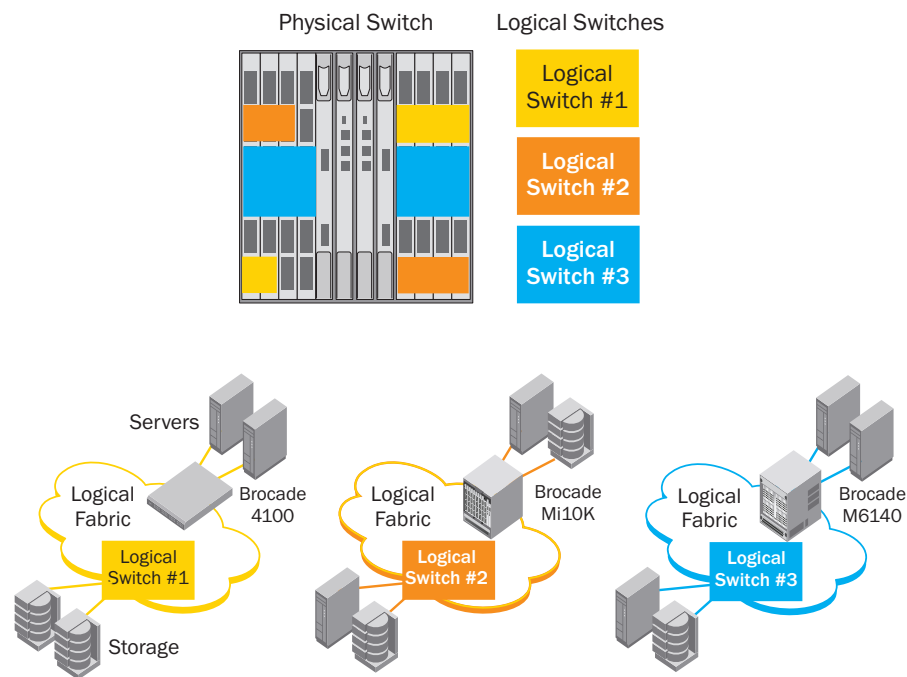 Physical Switch
Logical Switches
Logical
Switch #1
Logical
Switch #2
Logical
Switch #3
Servers
Logical
Fabric
Brocade
4100
Logical
Switch #1
Storage
Logical
Fabric
Brocade
Mi10K
Logical
Switch #2
Logical
Fabric
Brocade
M6140
Logical
Switch #3